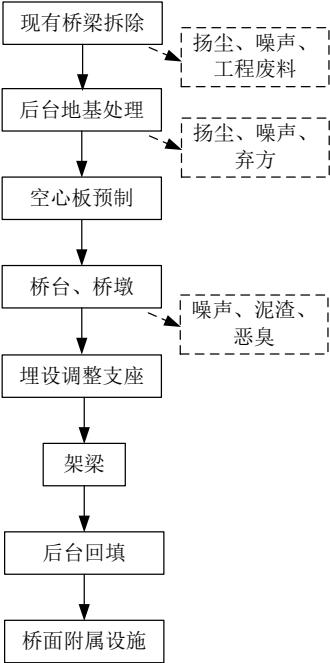 现有桥梁拆除
扬尘、噪声、
工程废料
后台地基处理
扬尘、噪声、
弃方
空心板预制
桥台、桥墩
噪声、泥渣、
恶臭
埋设调整支座
架梁
后台回填
桥面附属设施